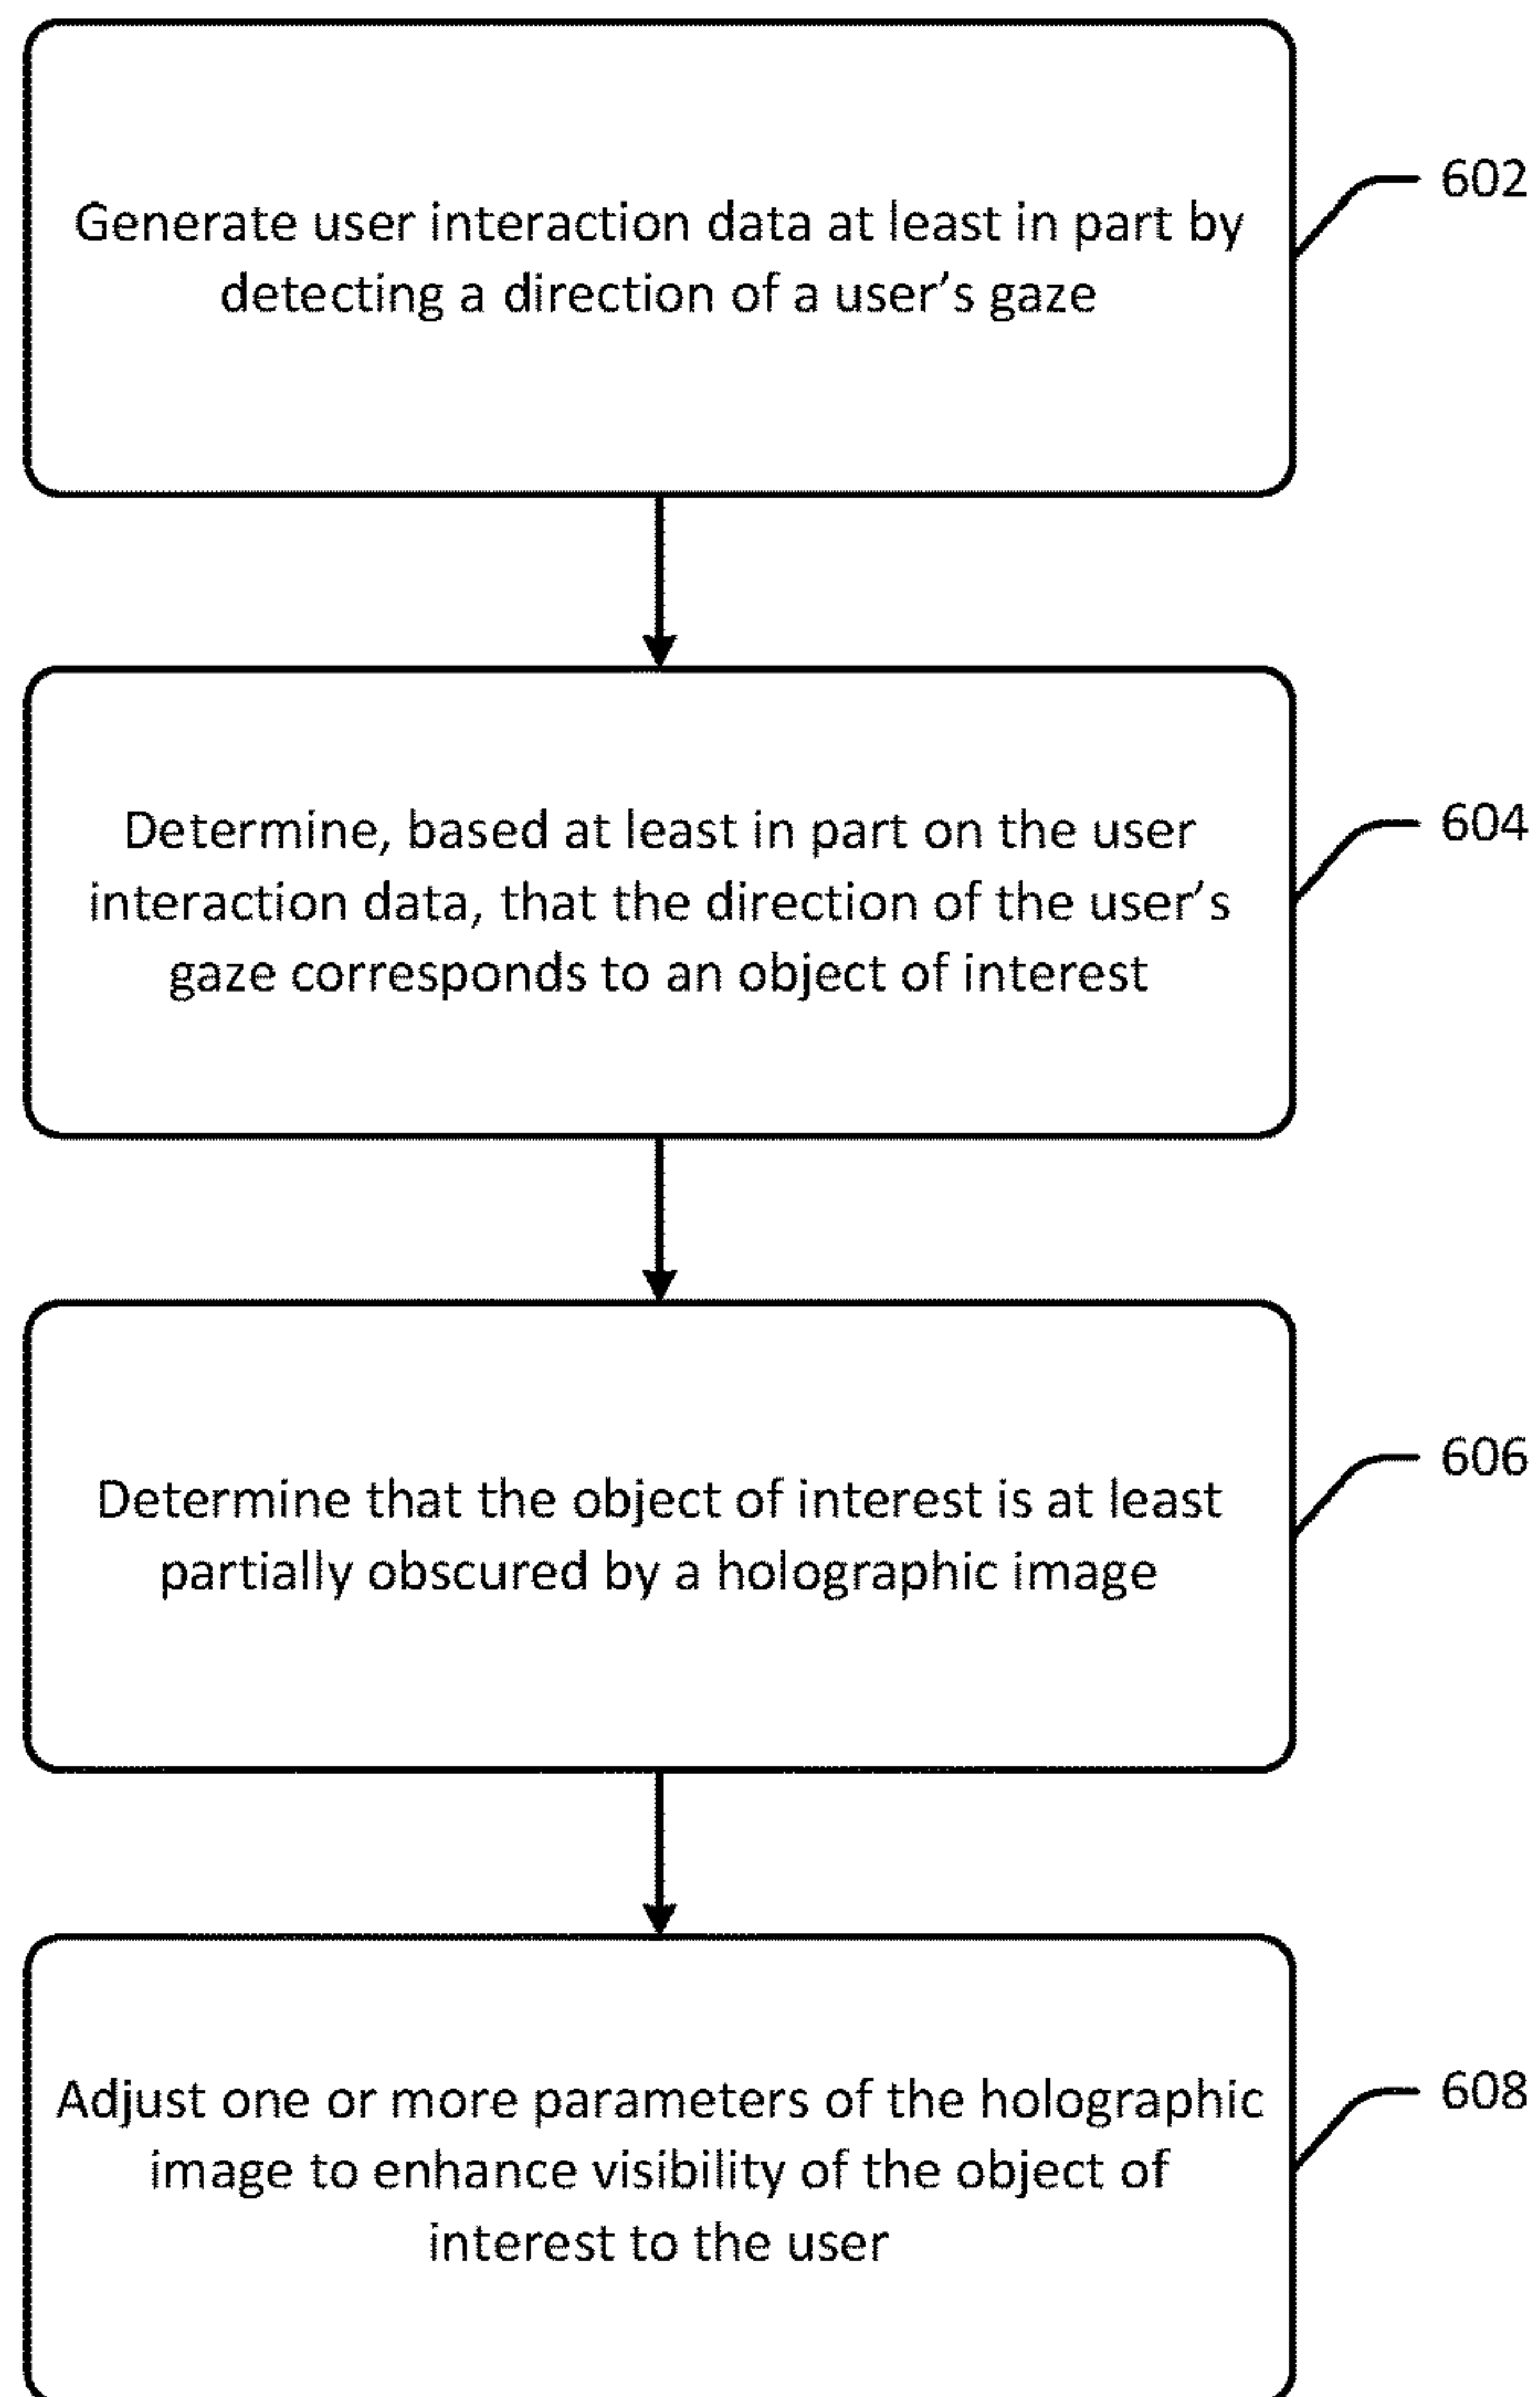 Generate user interaction data at least in part by
detecting a direction of a user's gaze
602
Determine, based at least in part on the user
interaction data, that the direction of the user's
gaze corresponds to an object of interest
604
Determine that the object of interest is at least
partially obscured by a holographic image
606
Adjust one or more parameters of the holographic
image to enhance visibility of the object of
interest to the user
608